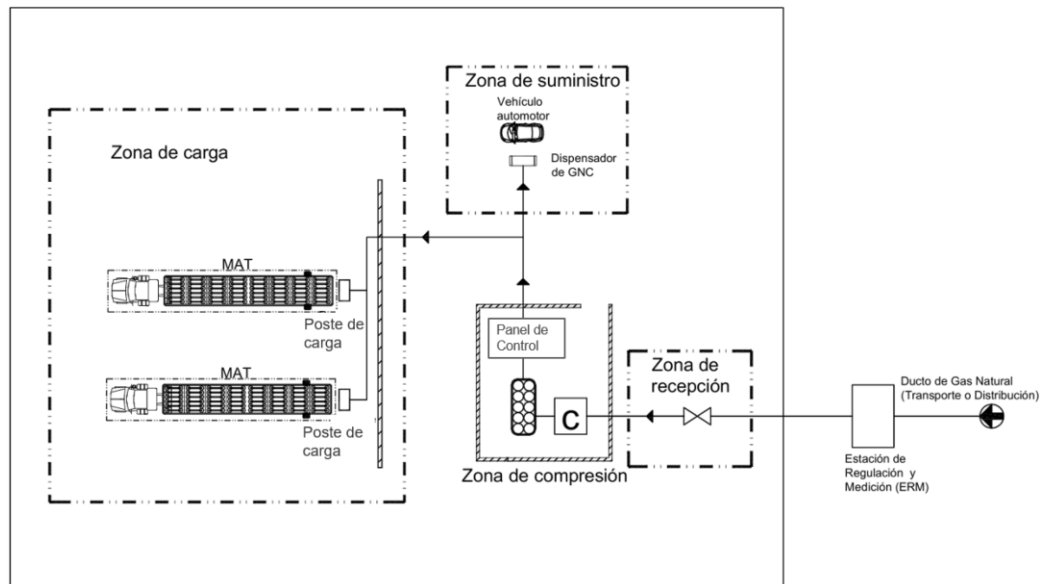 Zona de suministro
Vehículo
automotor
Dispensador
de GNC
Zona de carga
MAT
Poste de
carga
MAT
Poste de
carga
Panel de
Control
C
Zona de compresión
Zona de
recepción
Ducto de Gas Natural
(Transporte o Distribución)
Estación de
Regulación y
Medición (ERM)